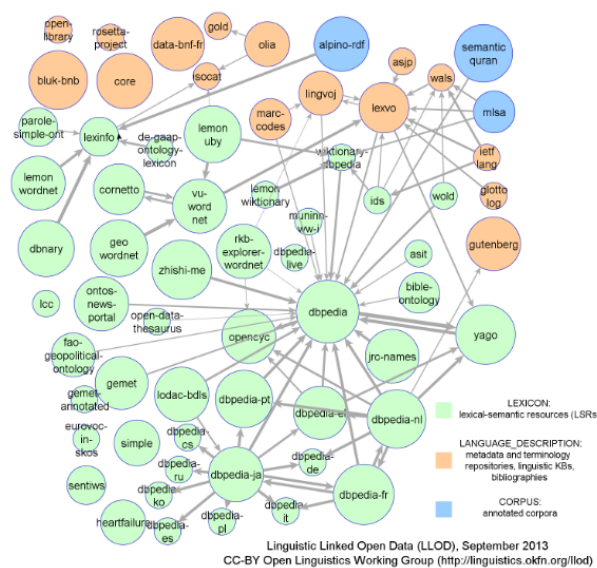 open-
library
rosetta-
project
gold
data-bnf-fr
olia
alpino-rdf
semantic
quran
bluk-bnb
core
isocat
asjp
wals
lingvoj
lexvo
mlsa
marc-
codes
parole-
simple-ont
lexinfo
de-gaap-
ontology-
lexicon
lemon
uby
wiktionary-
dbpedia
ietf
lang
lemon
wordnet
cornetto
vu-
word
net
lemon
wiktionary
ids
wold
glotto
log
muninn-
ww-i
dbnary
geo
wordnet
rkb-
explorer-
wordnet
dbpedia-
live
asit
gutenberg
zhishi-me
bible-
ontology
lcc
ontos-
news-
portal
open-data-
thesaurus
dbpedia
yago
opencyc
jrc-names
fao-
geopolitical-
ontology
gemet
lodac-bdls
dbpedia-pt
dbpedia-el
dbpedia-nl
gemet-
annotated
eurovoc-
in-
skos
simple
dbpedia-
cs
dbpedia-
ru
dbpedia-ja
dbpedia-
de
dbpedia-fr
sentiws
dbpedia-
ko
heartfailure
dbpedia-
es
dbpedia-
pl
dbpedia-
it
LEXICON:
lexical-semantic resources (LSRs
LANGUAGE_DESCRIPTION:
metadata and terminology
repositories, linguistic KBs,
bibliographies
CORPUS:
annotated corpora
Linguistic Linked Open Data (LLOD), September 2013
CC-BY Open Linguistics Working Group (http://linguistics.okfn.org/llod)